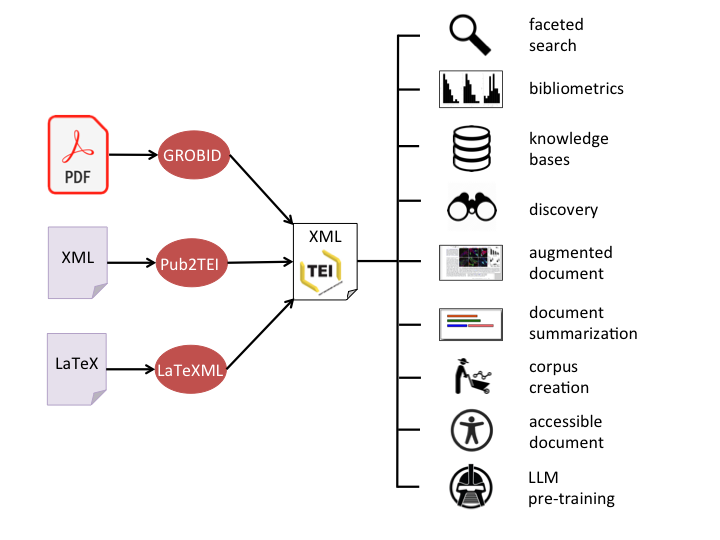 PDF
GROBID
XML
Pub2TEI
LaTeX
LaTeXML
XML
TEI
faceted
search
bibliometrics
knowledge
bases
discovery
augmented
document
document
summarization
corpus
creation
accessible
document
LLM
pre-training